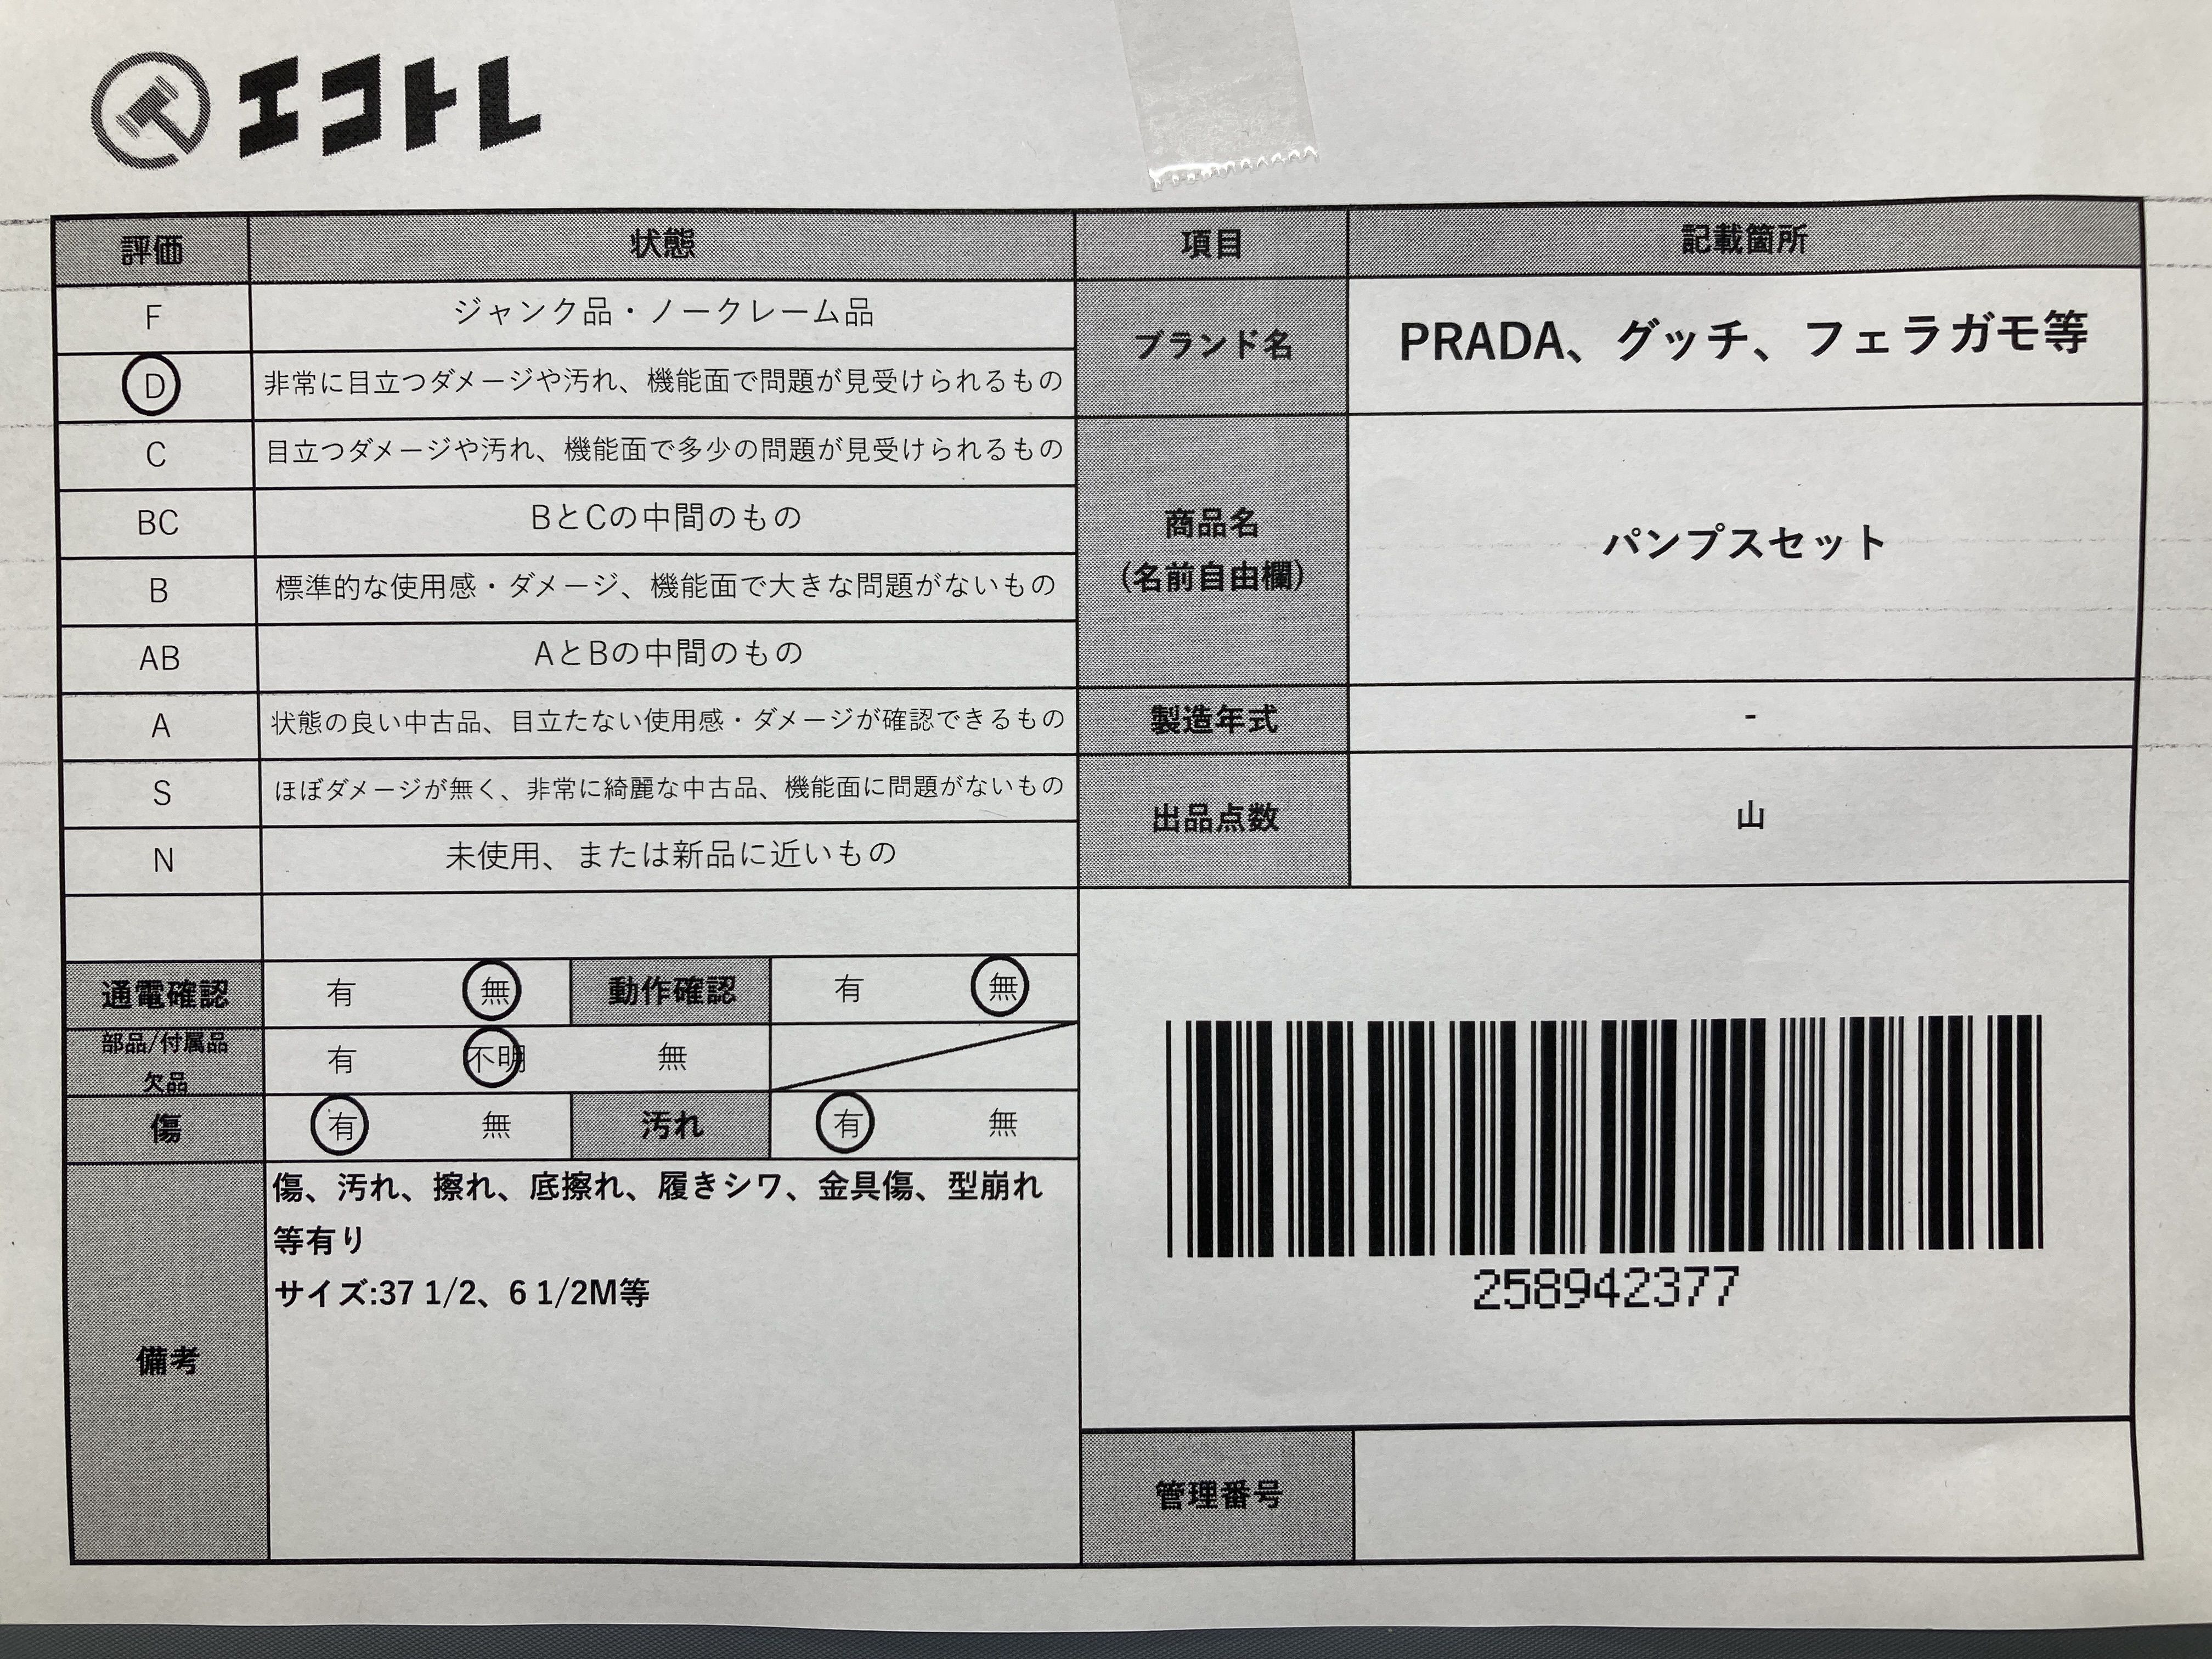 エコトレ
評価 状態 項目 記載箇所
F ジャンク品・ノークレーム品
D 非常に目立つダメージや汚れ、機能面で問題が見受けられるもの
ブランド名 PRADA、グッチ、フェラガモ等
C 目立つダメージや汚れ、機能面で多少の問題が見受けられるもの
BC BとCの中間のもの
B 標準的な使用感・ダメージ、機能面で大きな問題がないもの
AB AとBの中間のもの
商品名
(名前自由欄)
パンプスセット
A 状態の良い中古品、目立たない使用感・ダメージが確認できるもの
製造年式 -
S ほぼダメージが無く、非常に綺麗な中古品、機能面に問題がないもの
N 未使用、または新品に近いもの
出品点数 山
通電確認 有 無 動作確認 有 無
部品/付属品
欠品
有 不明 無
傷 有 無 汚れ 有 無
備考
傷、汚れ、擦れ、底擦れ、履きシワ、金具傷、型崩れ
等有り
サイズ:37 1/2、6 1/2M等
258942377
管理番号